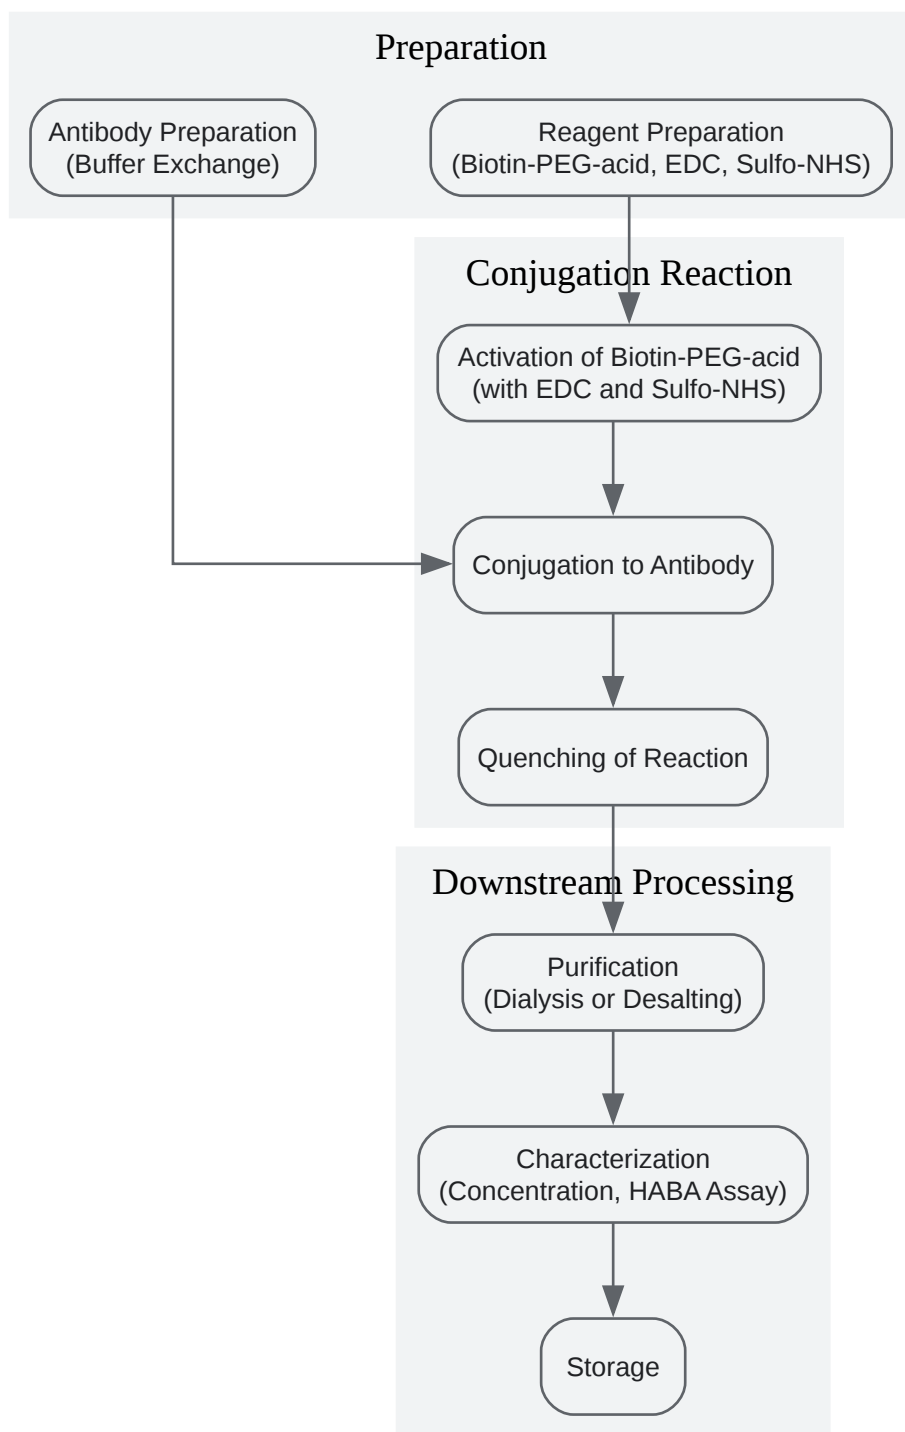 Preparation
Antibody Preparation
(Buffer Exchange)
Reagent Preparation
(Biotin-PEG-acid, EDC, Sulfo-NHS)
Conjugation Reaction
Activation of Biotin-PEG-acid
(with EDC and Sulfo-NHS)
Conjugation to Antibody
Quenching of Reaction
Downstream Processing
Purification
(Dialysis or Desalting)
Characterization
(Concentration, HABA Assay)
Storage